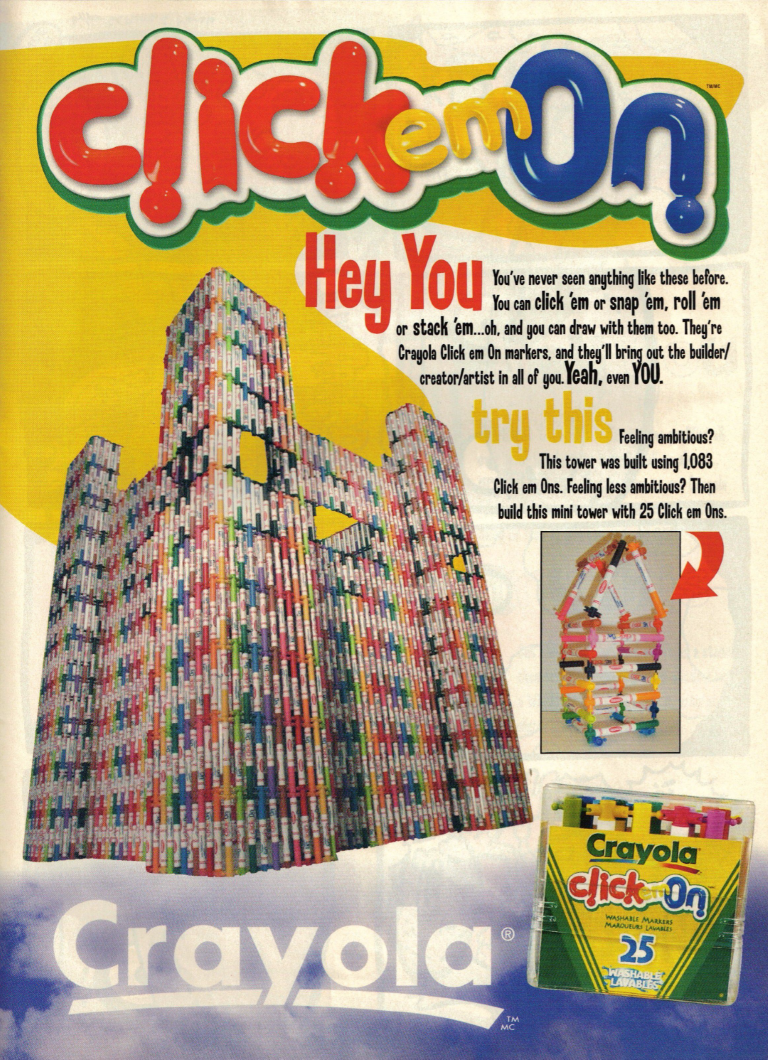 click em On
TM/MC
Hey You
You've never seen anything like these before.
You can click 'em or snap 'em, roll 'em
or stack 'em...oh, and you can draw with them too. They're
Crayola Click em On markers, and they'll bring out the builder/
creator/artist in all of you. Yeah, even YOU.
try this
Feeling ambitious?
This tower was built using 1,083
Click em Ons. Feeling less ambitious? Then
build this mini tower with 25 Click em Ons.
Crayola
click em On
WASHABLE MARKERS
MARQUEURS LAVABLES
25
WASHABLE
LAVABLES
Crayola®
TM
MC